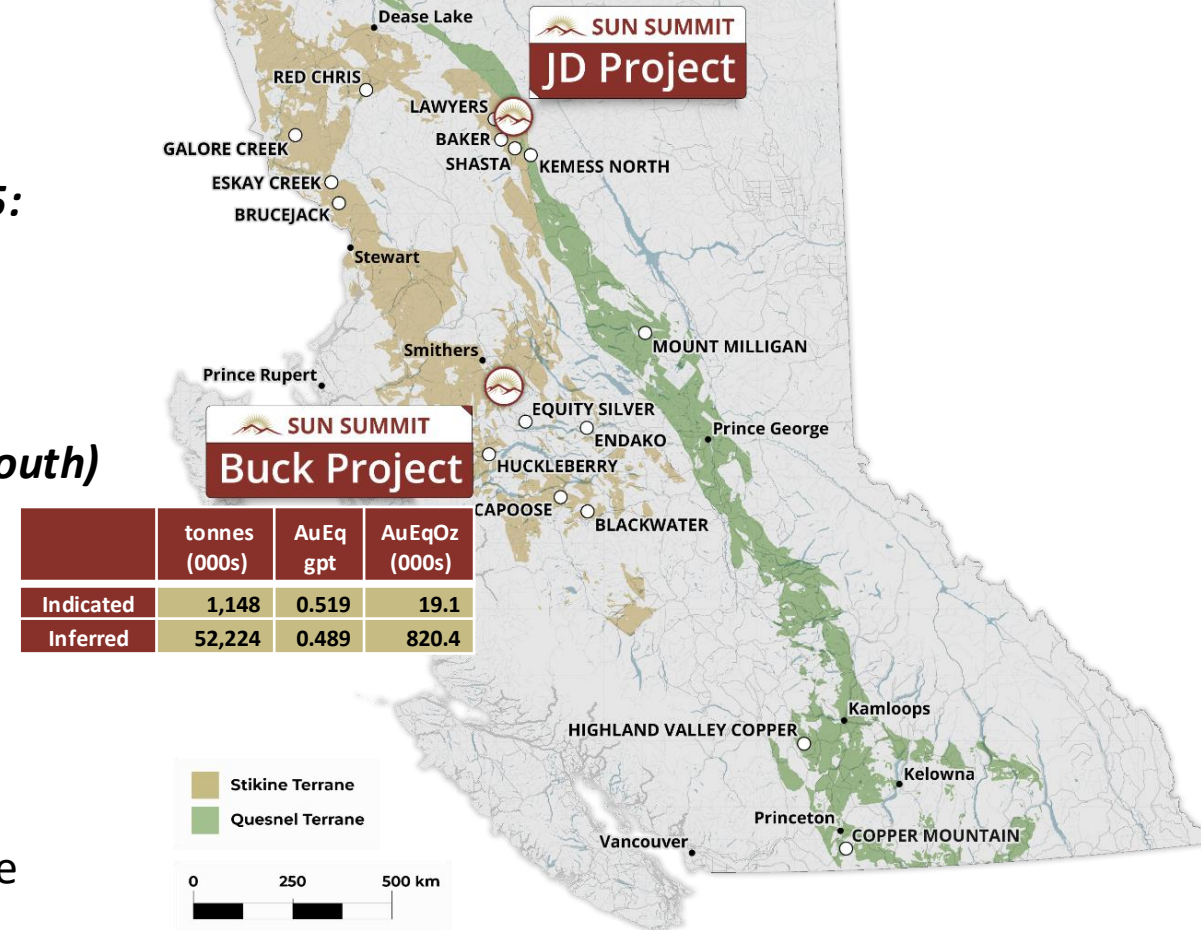 Dease Lake
SUN SUMMIT
JD Project
RED CHRIS
LAWYERS
BAKER
GALORE CREEK
SHASTA
KEMESS NORTH
ESKAY CREEK
5:
BRUCEJACK
Stewart
MOUNT MILLIGAN
Smithers
Prince Rupert
EQUITY SILVER
SUN SUMMIT
Buck Project
ENDAKO
Prince George
outh)
HUCKLEBERRY
CAPOOSE
BLACKWATER
tonnes (000s) AuEq gpt AuEqOz (000s)
Indicated 1,148 0.519 19.1
Inferred 52,224 0.489 820.4
Kamloops
HIGHLAND VALLEY COPPER
Kelowna
Stikine Terrane
Quesnel Terrane
Princeton
COPPER MOUNTAIN
Vancouver
e
0 250 500 km